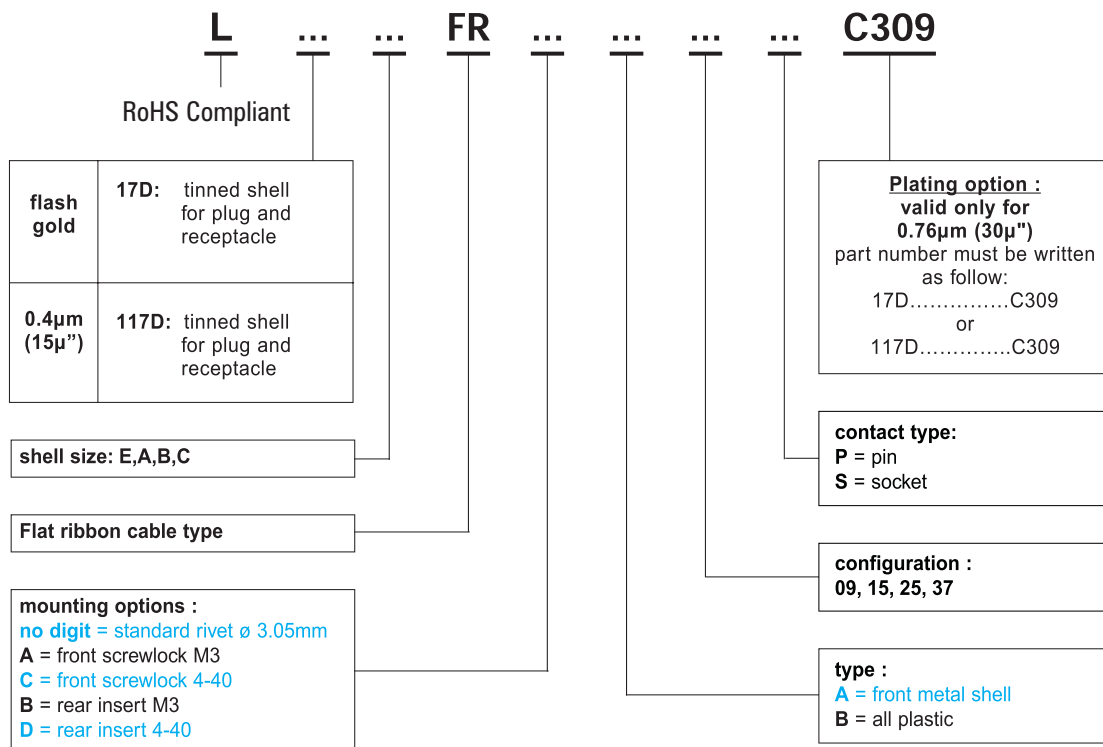 L ... ... FR ... ... ... ... C309
RoHS Compliant
flash
gold
17D: tinned shell
for plug and
receptacle
0.4µm
(15µ”)
117D: tinned shell
for plug and
receptacle
shell size: E,A,B,C
Flat ribbon cable type
mounting options :
no digit = standard rivet ø 3.05mm
A = front screwlock M3
C = front screwlock 4-40
B = rear insert M3
D = rear insert 4-40
Plating option :
valid only for
0.76µm (30µ")
part number must be written
as follow:
17D……………C309
or
117D…………..C309
contact type:
P = pin
S = socket
configuration :
09, 15, 25, 37
type :
A = front metal shell
B = all plastic